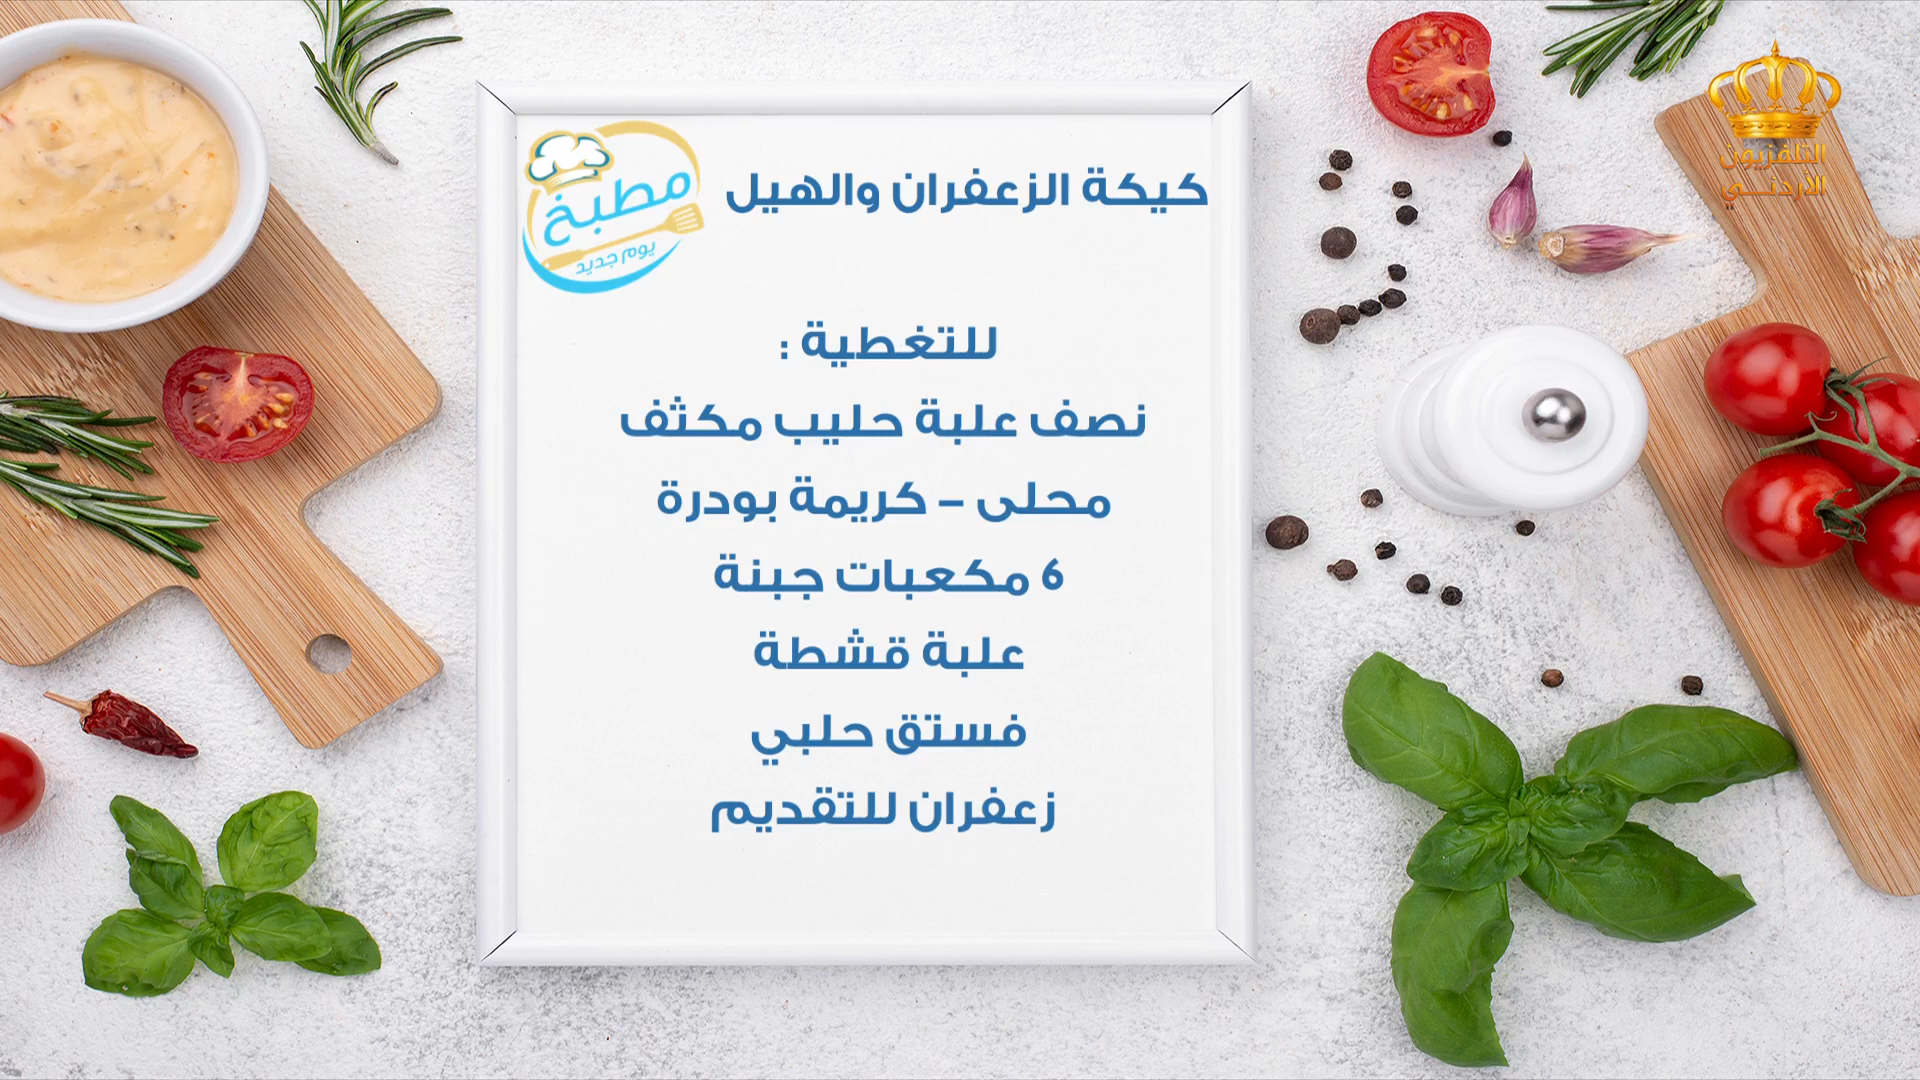 كيكة الزعفران والهيل
مطبخ
يوم جديد
التلفزيون
الأردنــي
للتغطية :
نصف علبة حليب مكثف
محلى – كريمة بودرة
6 مكعبات جبنة
علبة قشطة
فستق حلبي
زعفران للتقديم